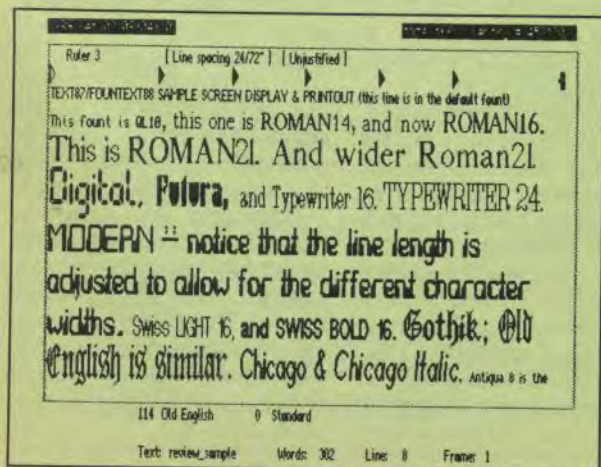 Ruler 3 [ Line spacing 24/72" ] [ Unjustified ]
TEXT87/FOUNTEXT88 SAMPLE SCREEN DISPLAY & PRINTOUT (this line is in the default fount)
This fount is QL10, this one is ROMAN14, and now ROMAN16.
This is ROMAN21. And wider Roman21.
Digital, Futura, and Typewriter 16. TYPEWRITER 24.
MODERN - notice that the line length is
adjusted to allow for the different character
widths. Swiss LIGHT 16, and SWISS BOLD 16. Gothik; Old
English is similar. Chicago & Chicago Italic. Antiqua 8 is the
114 Old English 0 Standard
Text: review_sample Words: 302 Line: 8 Frame: 1